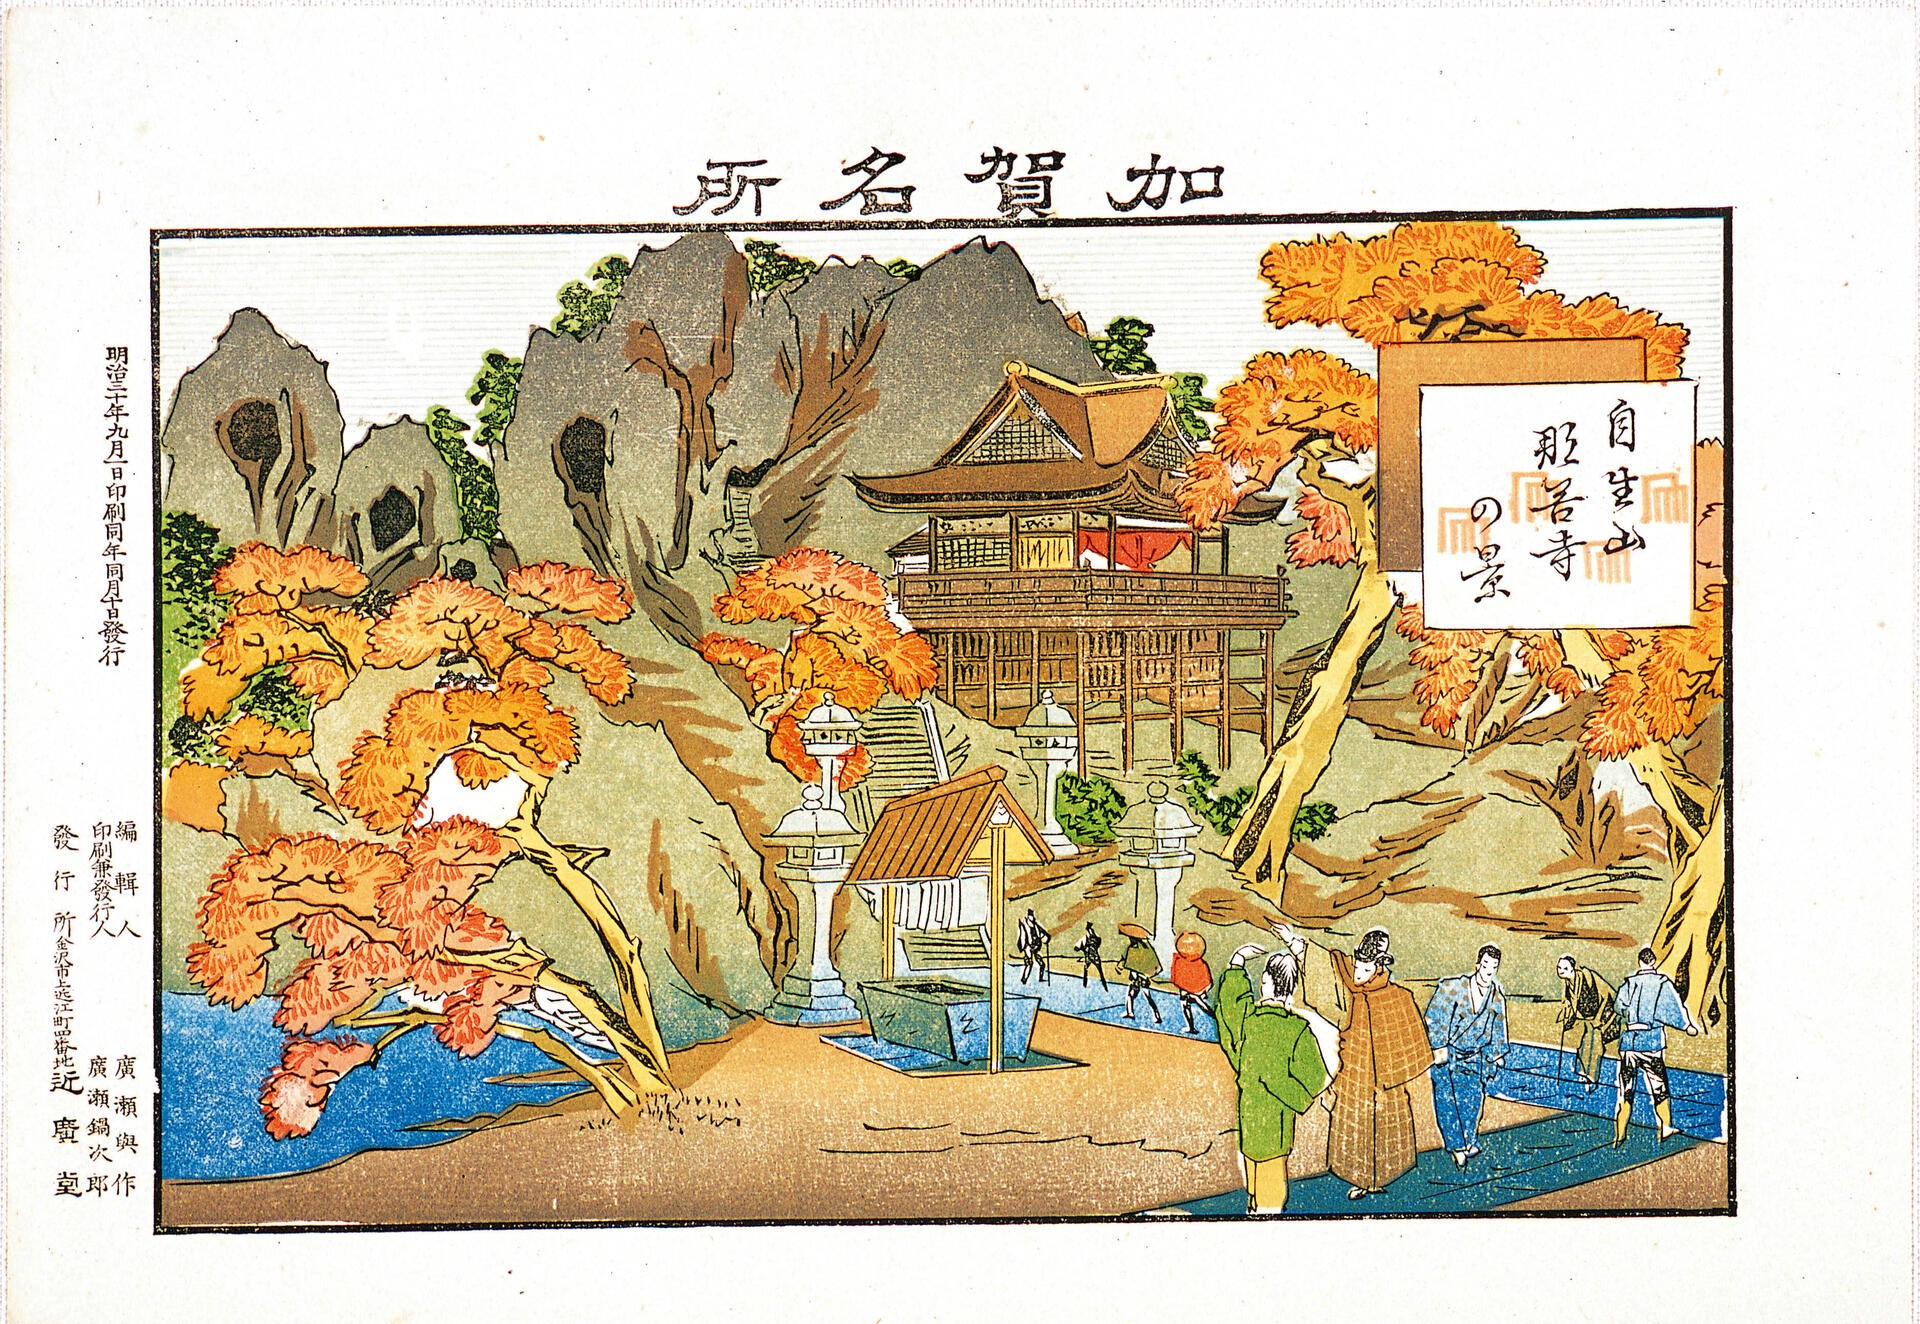 加賀名所
自生山
那谷寺
の景
明治三十年九月一日印刷同年同月十日發行
編輯人 廣瀬與作
印刷兼發行人 廣瀬鍋次郎
發行所 金沢市上近江町四番地 近廣堂